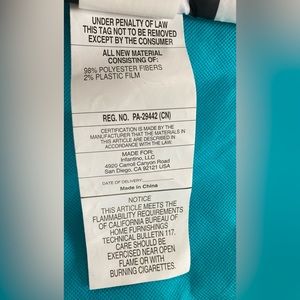 UNDER PENALTY OF LAW
THIS TAG NOT TO BE REMOVED
EXCEPT BY THE CONSUMER
ALL NEW MATERIAL
CONSISTING OF:
98% POLYESTER FIBERS
2% PLASTIC FILM
REG. NO. PA-29442 (CN)
CERTIFICATION IS MADE BY THE
MANUFACTURER THAT THE MATERIALS IN
THIS ARTICLE ARE DESCRIBED IN
ACCORDANCE WITH LAW.
MADE FOR:
Infantino, LLC
4920 Carroll Canyon Road
San Diego, CA 92121 USA
DATE OF DELIVERY
Made in China
NOTICE
THIS ARTICLE MEETS THE
FLAMMABILITY REQUIREMENTS
OF CALIFORNIA BUREAU OF
HOME FURNISHINGS
TECHNICAL BULLETIN 117.
CARE SHOULD BE
EXERCISED NEAR OPEN
FLAME OR WITH
BURNING CIGARETTES.